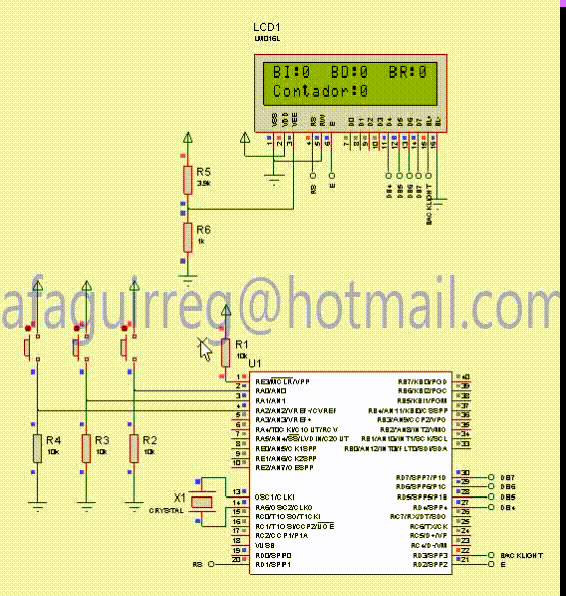 LCD1
LM016L
BI:0 BD:0 BR:0
Contador:0
VSS VDD VEE RS RW E D0 D1 D2 D3 D4 D5 D6 D7 BL+ BL-
1 2 3 4 5 6 7 8 9 10 11 12 13 14 15 16
RS E DB4 DB5 DB6 DB7 BACKLIGHT
R5
3.9k
R6
1k
afaguirreg@hotmail.com
R1
10k
U1
R4
10k
R3
10k
R2
10k
X1
CRYSTAL
1 RE3/MCLR/VPP RB7/KBI3/PGD 40
2 RA0/AN0 RB6/KBI2/PGC 39
3 RA1/AN1 RB5/KBI1/PGM 38
4 RA2/AN2/VREF-/CVREF RB4/AN11/KBI0/CSSPP 37
5 RA3/AN3/VREF+ RB3/AN9/CCP2/VPO 36
6 RA4/T0CKI/C1OUT/RCV RB2/AN8/INT2/VMO 35
7 RA5/AN4/SS/LVDIN/C2OUT RB1/AN10/INT1/SCK/SCL 34
8 RE0/AN5/CK1SPP RB0/AN12/INT0/FLT0/SDI/SDA 33
9 RE1/AN6/CK2SPP
10 RE2/AN7/OESPP
RD7/SPP7/P1D 30 DB7
RD6/SPP6/P1C 29 DB6
13 OSC1/CLKI RD5/SPP5/P1B 28 DB5
14 RA6/OSC2/CLKO RD4/SPP4 27 DB4
15 RC0/T1OSO/T1CKI RC7/RX/DT/SDO 26
16 RC1/T1OSI/CCP2/UOE RC6/TX/CK 25
17 RC2/CCP1/P1A RC5/D+/VP 24
18 VUSB RC4/D-/VM 23
19 RD0/SPP0 RD3/SPP3 22 BACKLIGHT
RS 20 RD1/SPP1 RD2/SPP2 21 E